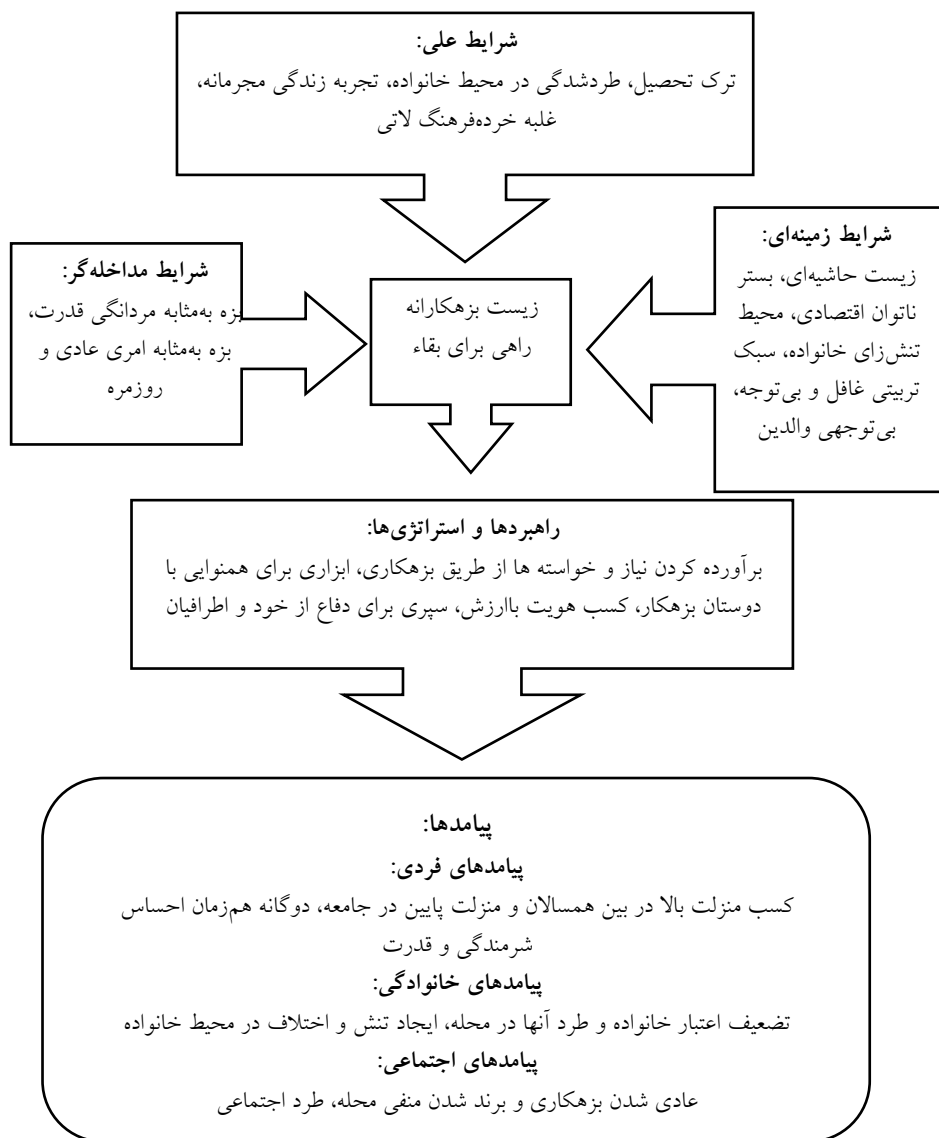 شرایط علی:
ترک تحصیل، طردشدگی در محیط خانواده، تجربه زندگی مجرمانه،
غلبه خرده‌فرهنگ لاتی
شرایط زمینه‌ای:
زیست حاشیه‌ای، بستر
ناتوان اقتصادی، محیط
تنش‌زای خانواده، سبک
تربیتی غافل و بی‌توجه،
بی‌توجهی والدین
زیست بزهکارانه
راهی برای بقاء
شرایط مداخله‌گر:
بزه به‌مثابه مردانگی قدرت،
بزه به‌مثابه امری عادی و
روزمره
راهبردها و استراتژی‌ها:
برآورده کردن نیاز و خواسته ها از طریق بزهکاری، ابزاری برای همنوایی با
دوستان بزهکار، کسب هویت باارزش، سپری برای دفاع از خود و اطرافیان
پیامدها:
پیامدهای فردی:
کسب منزلت بالا در بین همسالان و منزلت پایین در جامعه، دوگانه هم‌زمان احساس
شرمندگی و قدرت
پیامدهای خانوادگی:
تضعیف اعتبار خانواده و طرد آنها در محله، ایجاد تنش و اختلاف در محیط خانواده
پیامدهای اجتماعی:
عادی شدن بزهکاری و برند شدن منفی محله، طرد اجتماعی